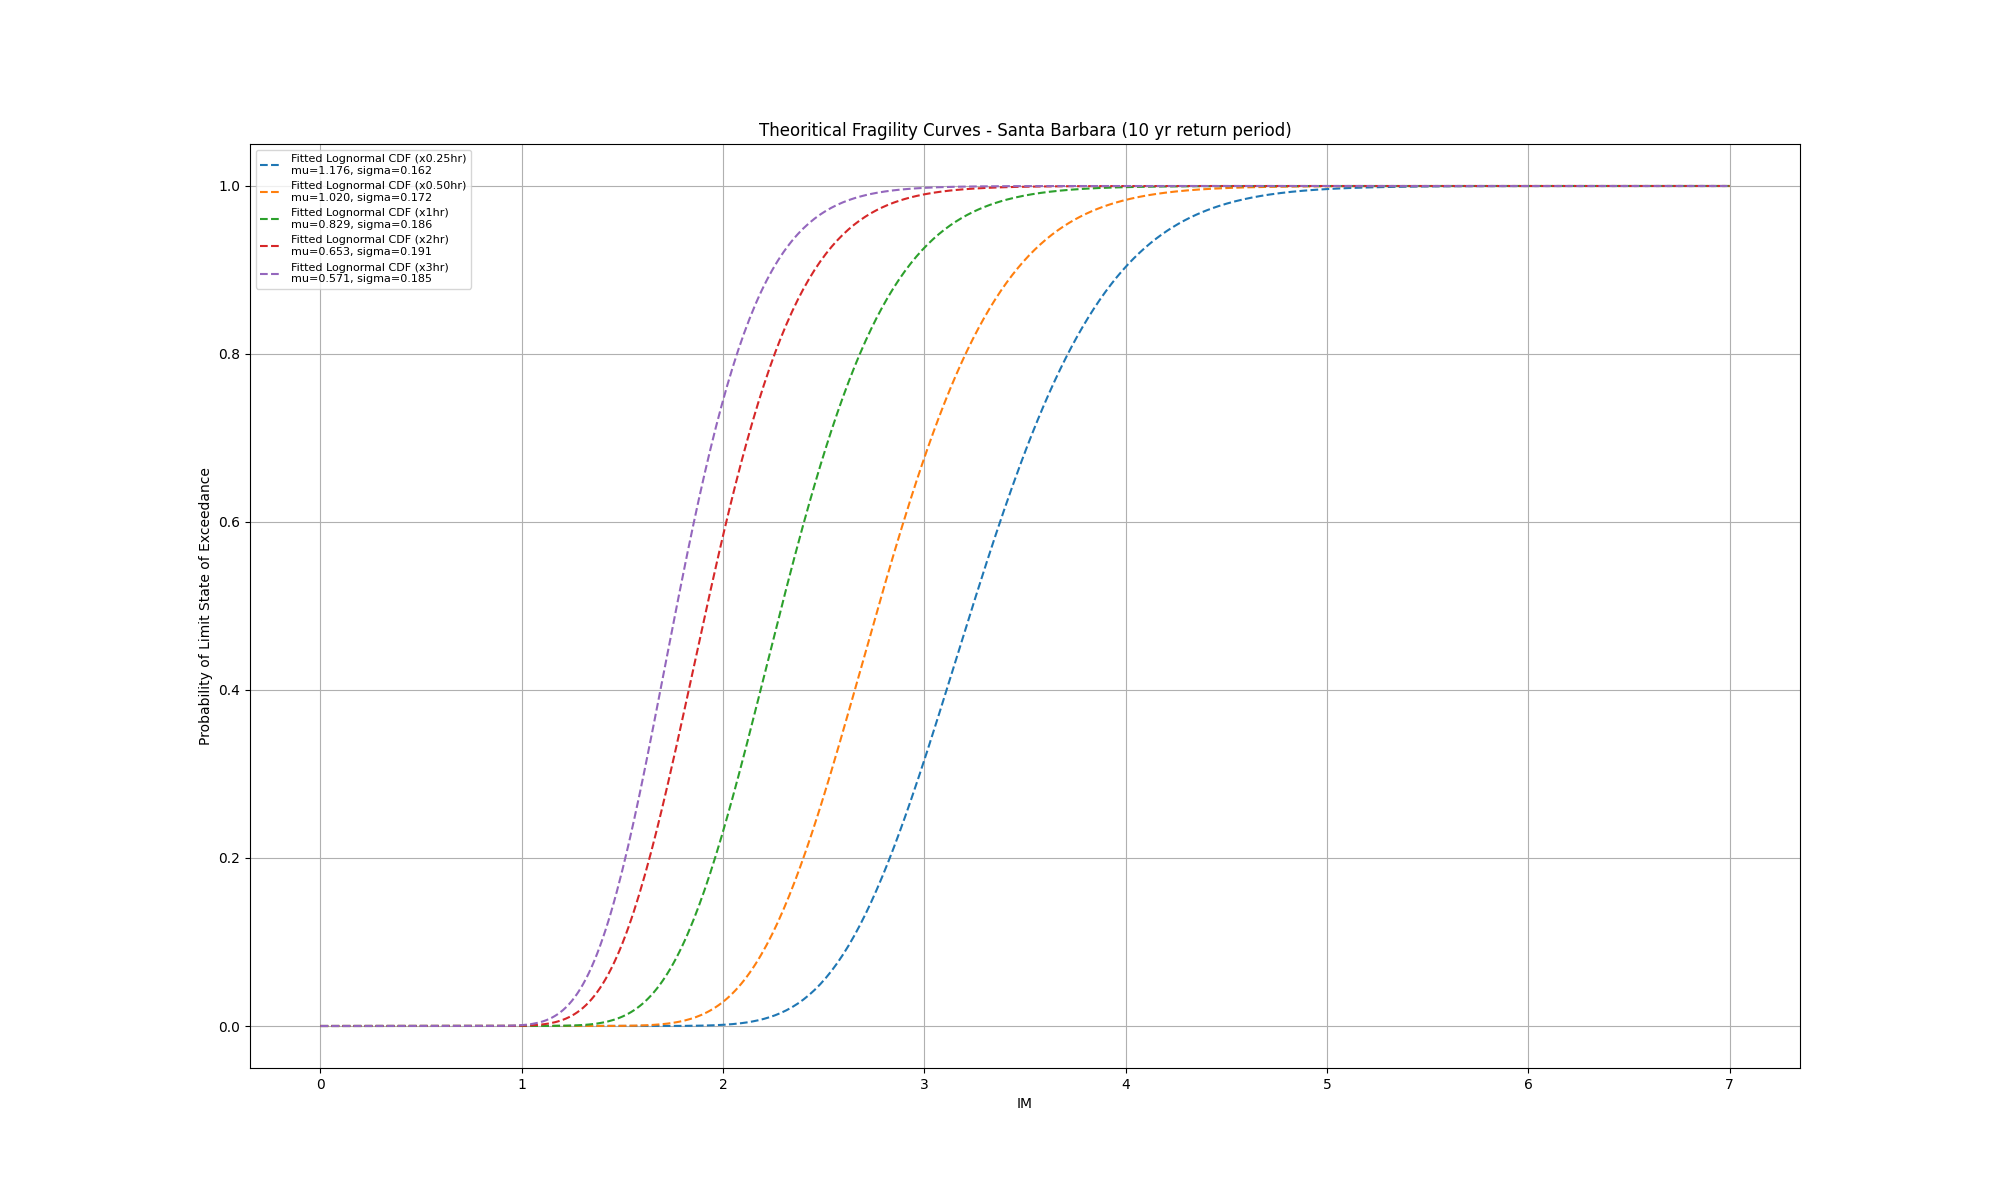 Theoritical Fragility Curves - Santa Barbara (10 yr return period)
Fitted Lognormal CDF (x0.25hr)
mu=1.176, sigma=0.162
Fitted Lognormal CDF (x0.50hr)
mu=1.020, sigma=0.172
Fitted Lognormal CDF (x1hr)
mu=0.829, sigma=0.186
Fitted Lognormal CDF (x2hr)
mu=0.653, sigma=0.191
Fitted Lognormal CDF (x3hr)
mu=0.571, sigma=0.185
Probability of Limit State of Exceedance
1.0
0.8
0.6
0.4
0.2
0.0
0 1 2 3 4 5 6 7
IM